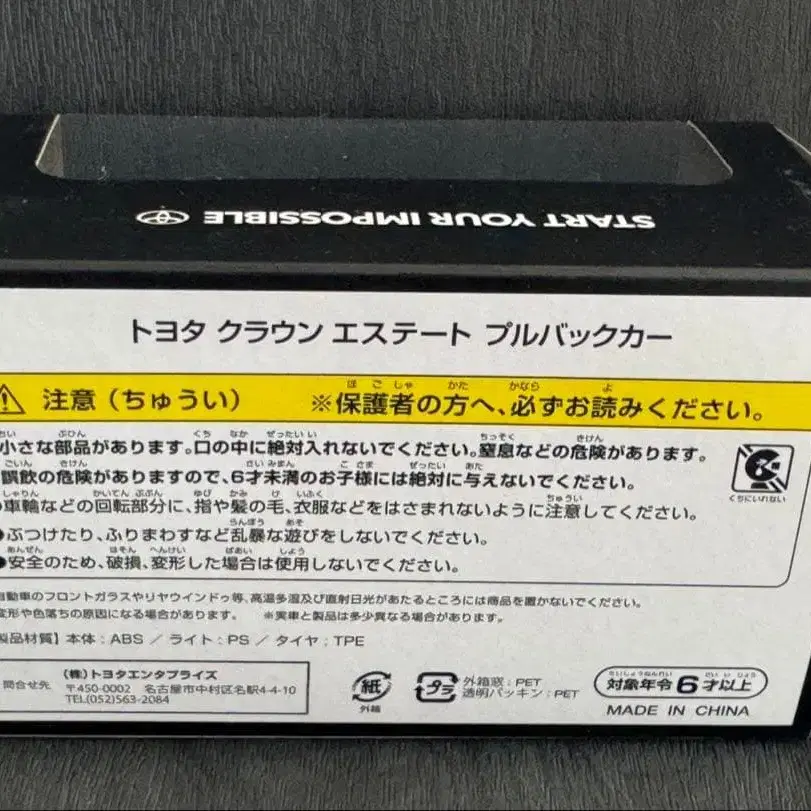 START YOUR IMPOSSIBLE
トヨタ クラウン エステート プルバックカー
注意（ちゅうい） ※保護者の方へ、必ずお読みください。
小さな部品があります。口の中に絶対入れないでください。窒息などの危険があります。
誤飲の危険がありますので、6才未満のお子様には絶対に与えないでください。
車輪などの回転部分に、指や髪の毛、衣服などをはさまれないように注意してください。
●ぶつけたり、ふりまわすなど乱暴な遊びをしないでください。
●安全のため、破損、変形した場合は使用しないでください。
くちにいれない
自動車のフロントガラスやリヤウインドゥ等、高温多湿及び直射日光があたるところには商品を置かないでください。
変形や色落ちの原因になる場合があります。 ※実車と製品は多少異なる場合があります。
製品材質】本体：ABS ／ ライト：PS ／ タイヤ：TPE
問合せ先
（株）トヨタエンタプライズ
〒450-0002 名古屋市中村区名駅4-4-10
TEL(052)563-2084
紙
外箱
プラ
外箱窓：PET
透明パッキン：PET
対象年令 6才以上
MADE IN CHINA